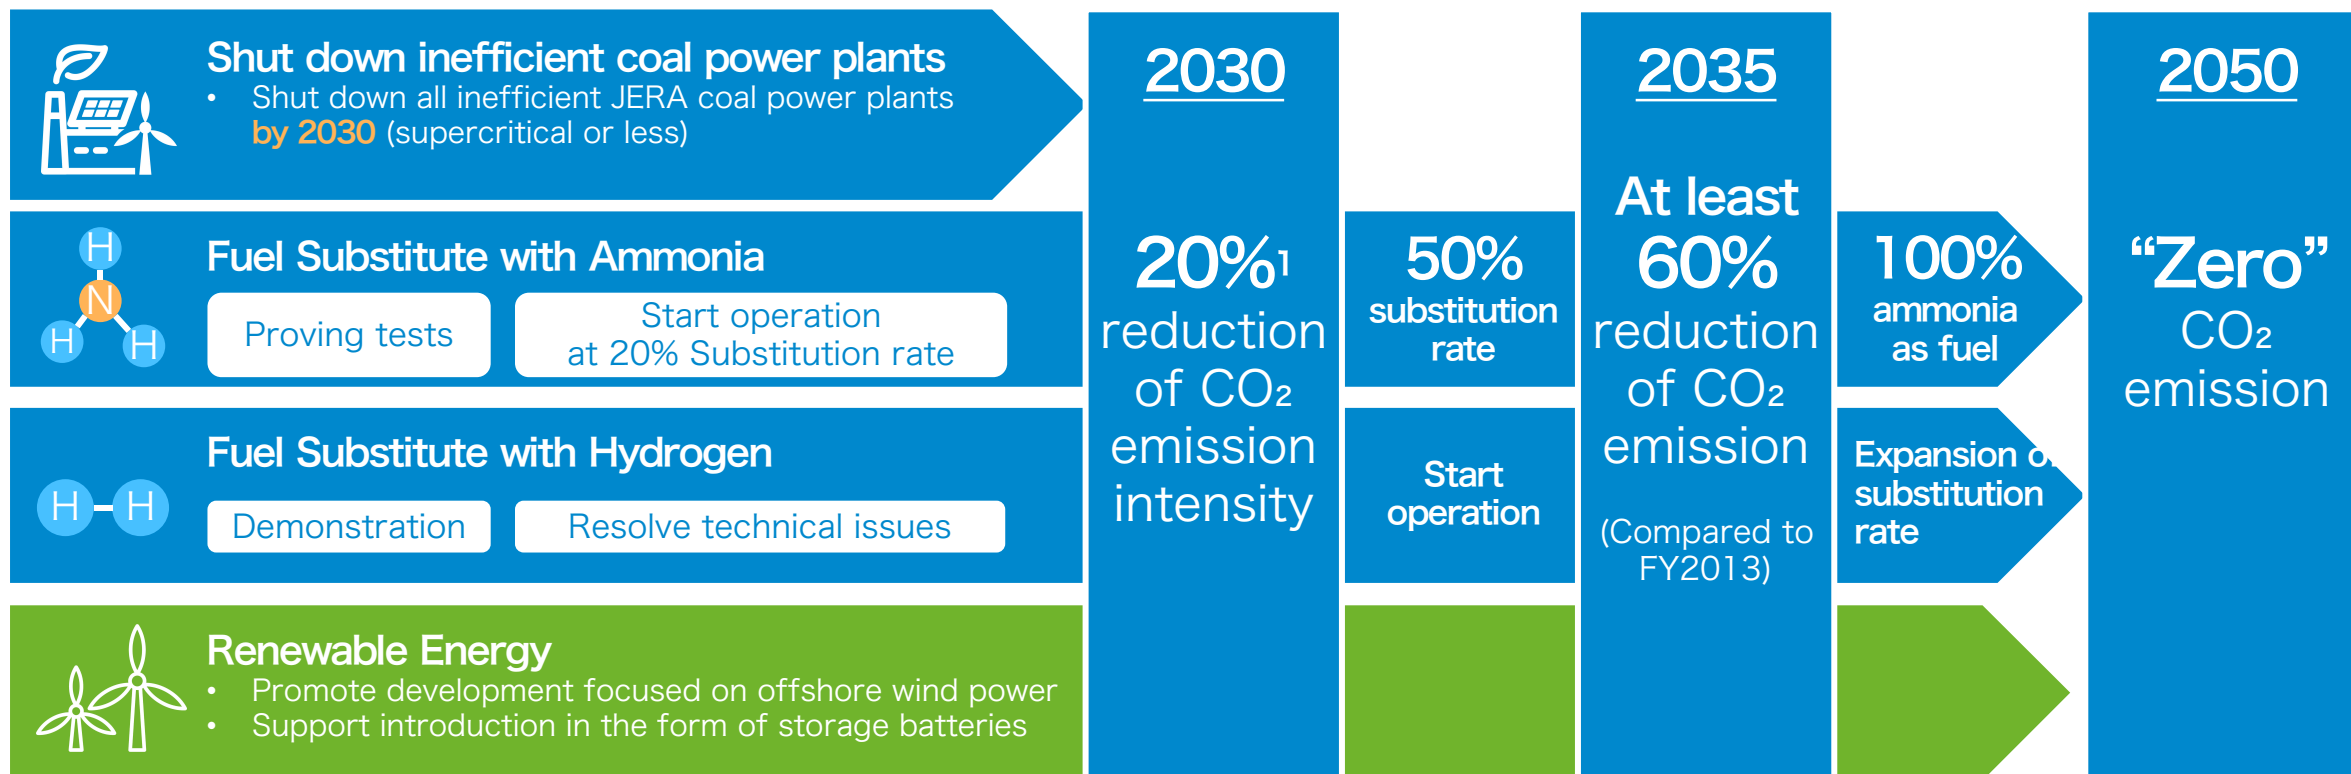 Shut down inefficient coal power plants
• Shut down all inefficient JERA coal power plants
by 2030 (supercritical or less)
H
N
H
H
Fuel Substitute with Ammonia
Proving tests
Start operation
at 20% Substitution rate
H
H
Fuel Substitute with Hydrogen
Demonstration
Resolve technical issues
Renewable Energy
• Promote development focused on offshore wind power
• Support introduction in the form of storage batteries
2030
20%¹
reduction
of CO₂
emission
intensity
50%
substitution
rate
Start
operation
2035
At least
60%
reduction
of CO₂
emission
(Compared to
FY2013)
100%
ammonia
as fuel
Expansion of
substitution
rate
2050
“Zero”
CO₂
emission